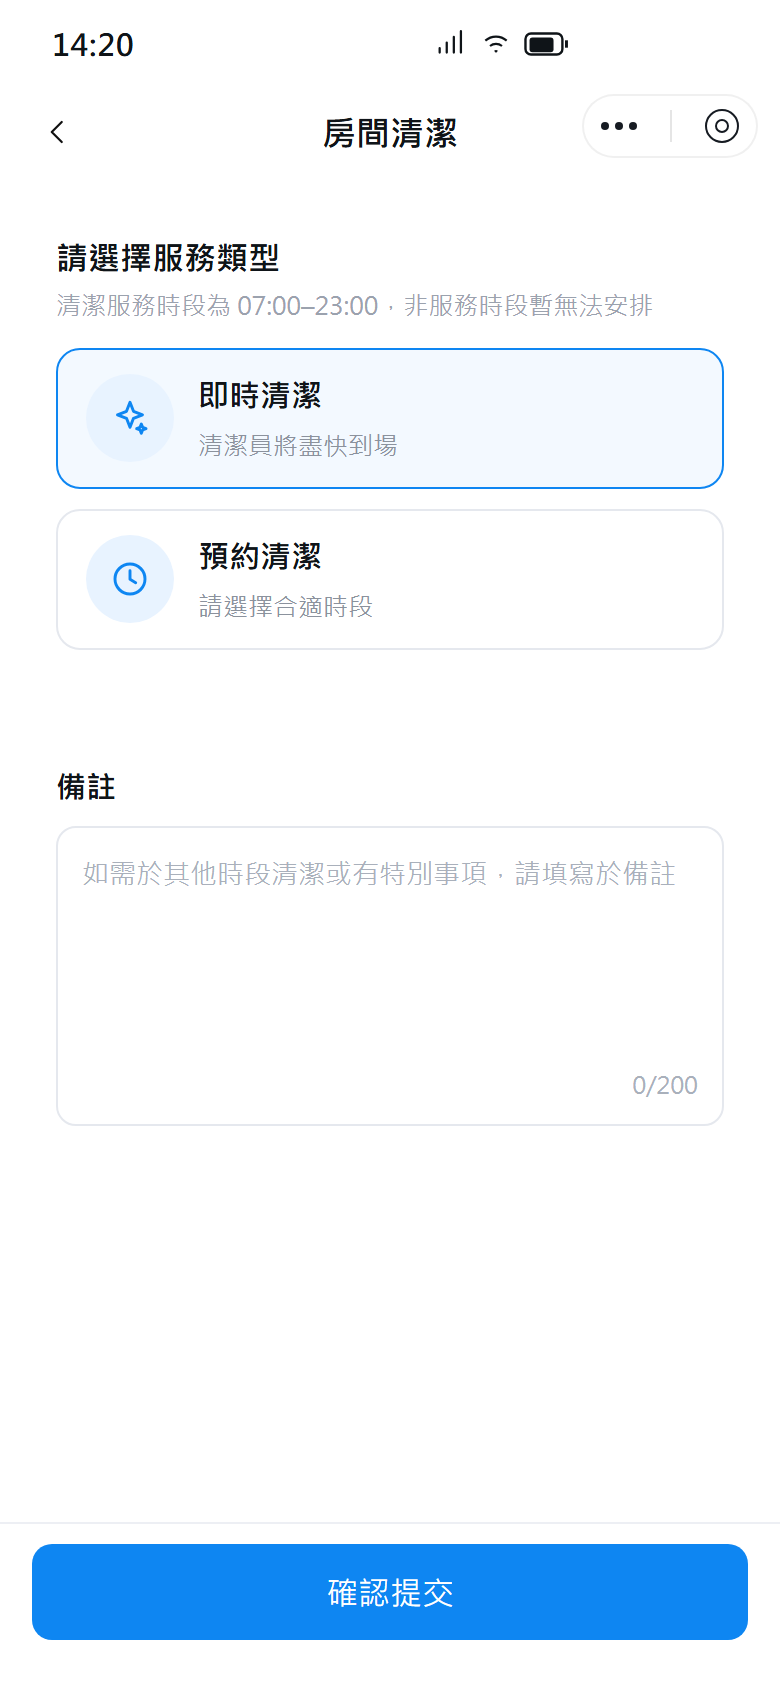 14:20
房間清潔
請選擇服務類型
清潔服務時段為 07:00–23:00，非服務時段暫無法安排
即時清潔
清潔員將盡快到場
預約清潔
請選擇合適時段
備註
如需於其他時段清潔或有特別事項，請填寫於備註
0/200
確認提交